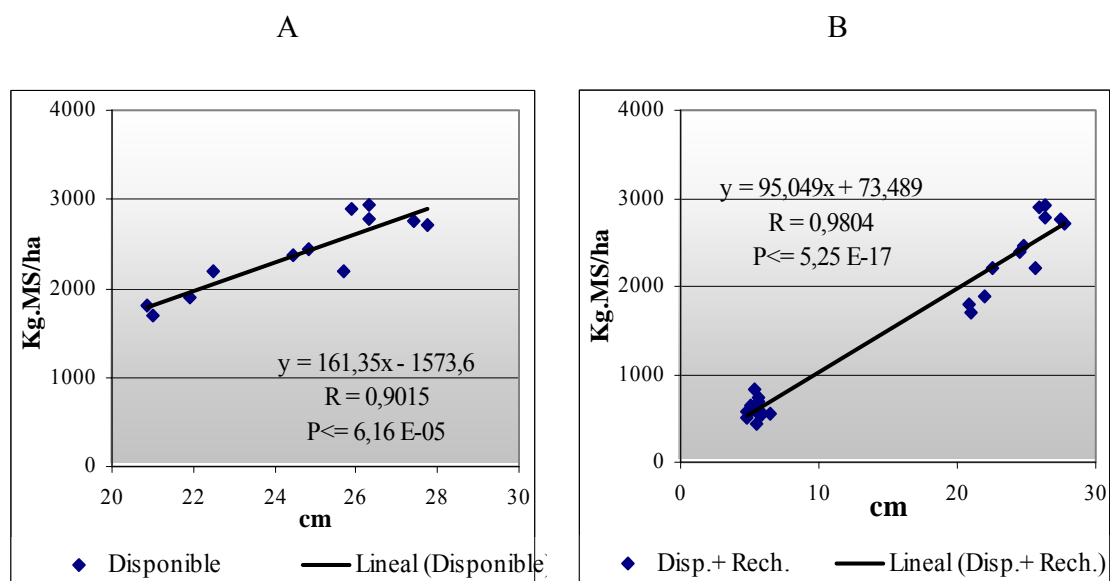 A
B
4000
3000
2000
1000
0
Kg.MS/ha
y = 161,35x - 1573,6
R = 0,9015
P<= 6,16 E-05
20 22 24 26 28 30
cm
Disponible Lineal (Disponible)
4000
3000
2000
1000
0
Kg.MS/ha
y = 95,049x + 73,489
R = 0,9804
P<= 5,25 E-17
0 10 20 30
cm
Disp.+ Rech. Lineal (Disp.+ Rech.)